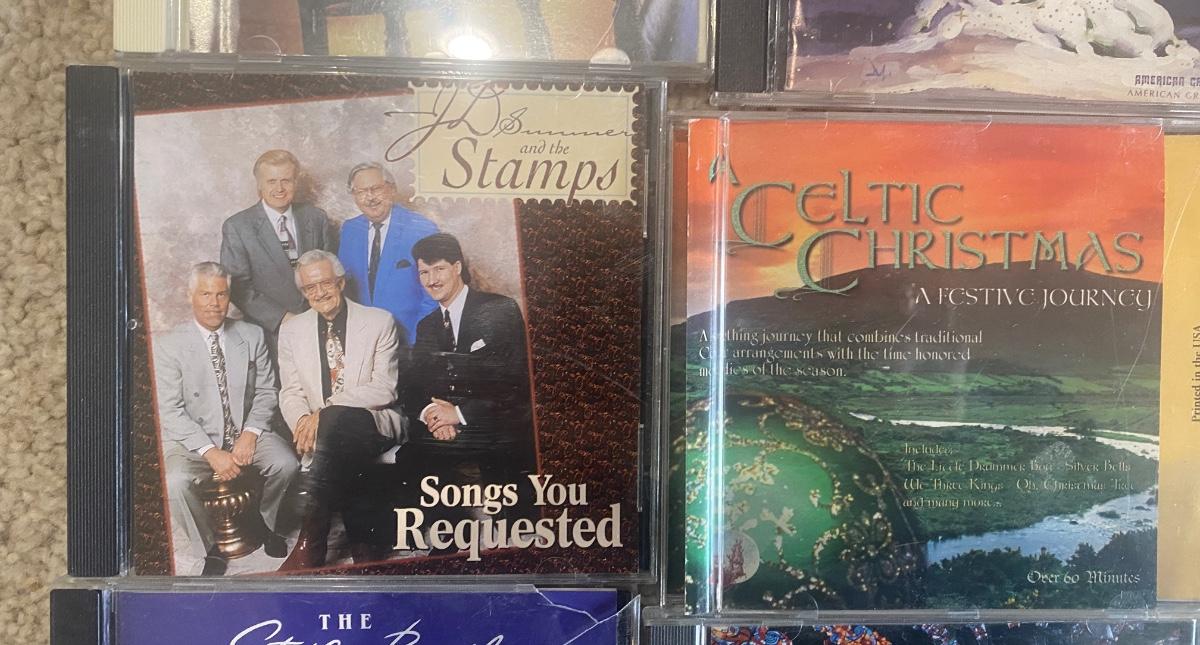 JD Sumner
and the
Stamps
Songs You
Requested
AMERICAN
AMERICAN
A CELTIC
CHRISTMAS
A FESTIVE JOURNEY
journey that combines traditional
arrangements with the time honored
of the season.
Includes:
The Little Drummer Boy · Silver Bells
We Three Kings · Oh, Christmas Tree
and many more...
Over 60 Minutes
Printed in the USA
THE